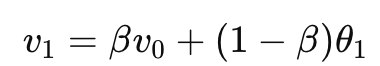 v₁ = βv₀ + (1 − β)θ₁